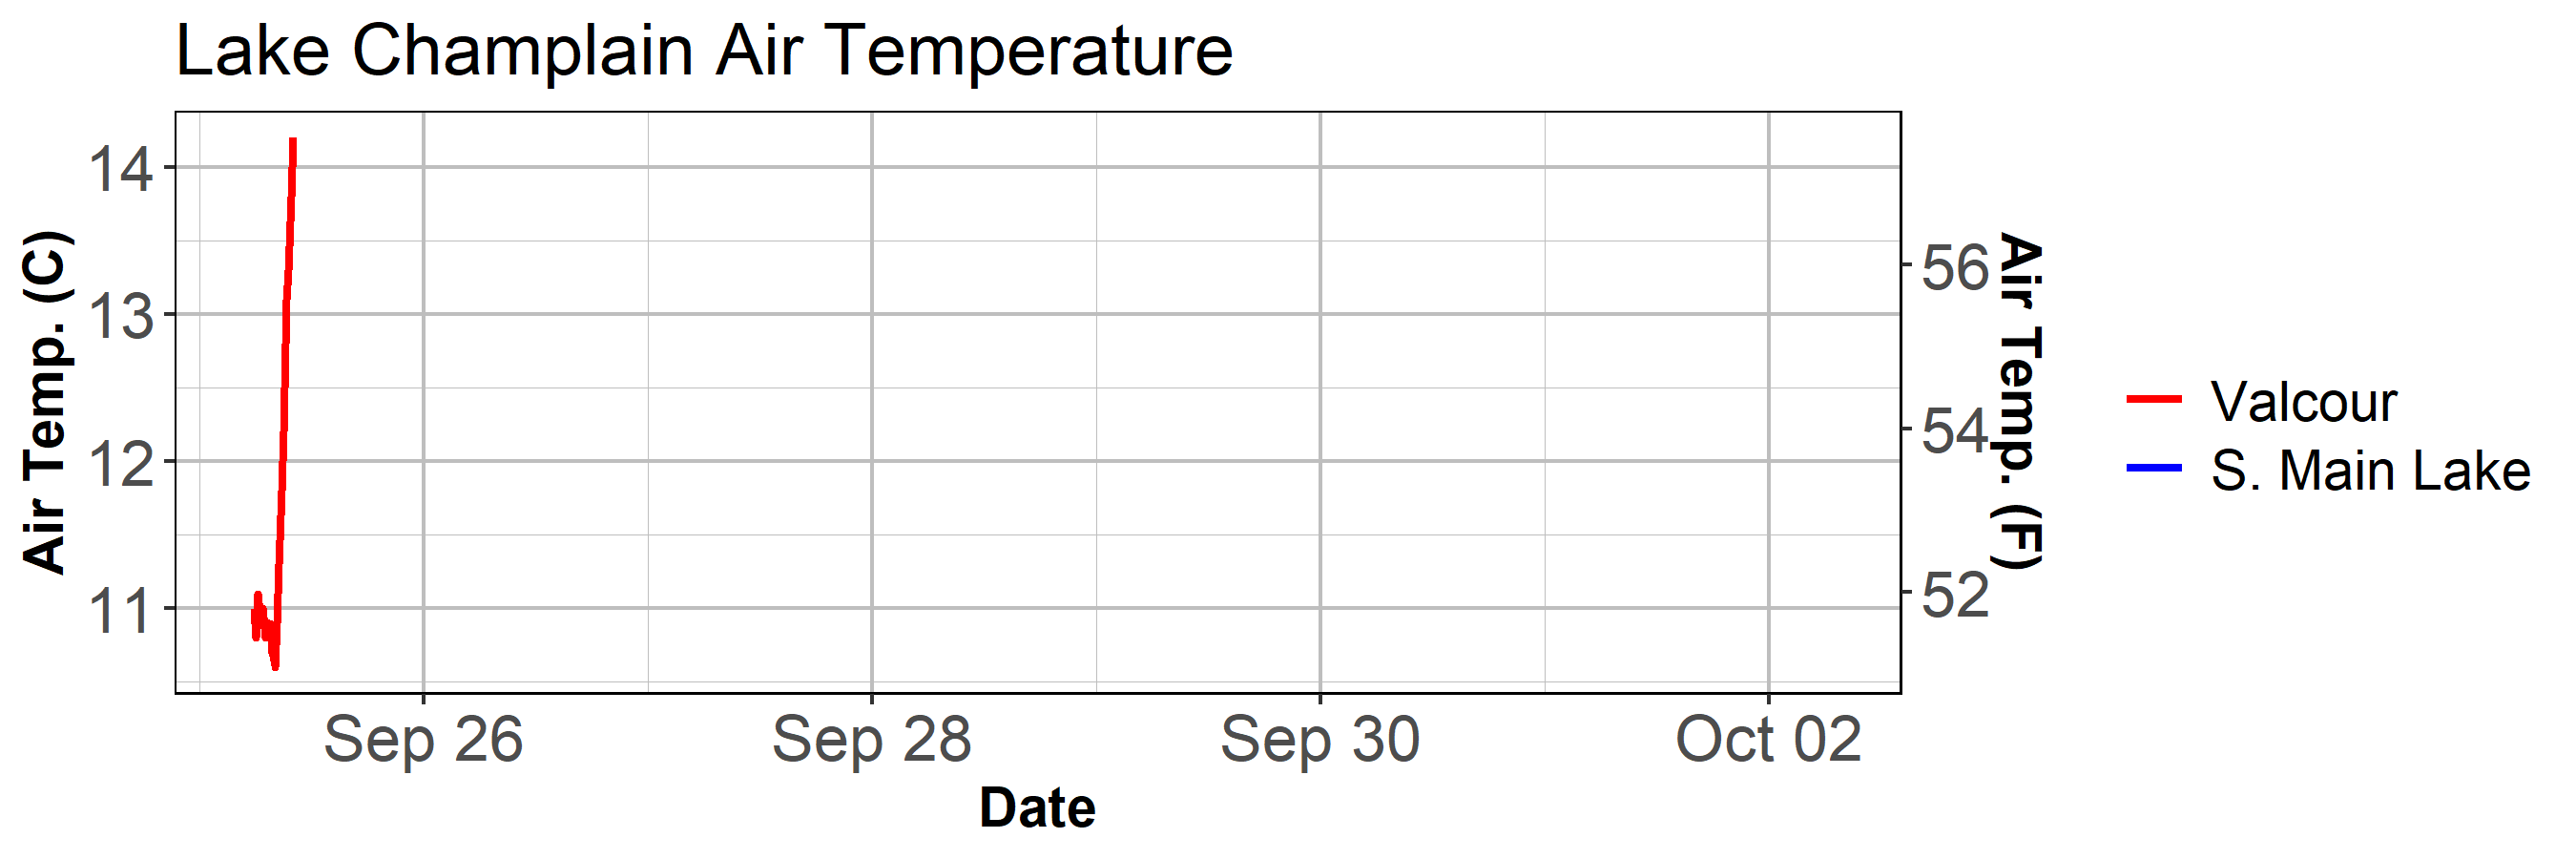 Lake Champlain Air Temperature
Air Temp. (C)
14
13
12
11
56
54
52
Air Temp. (F)
Valcour
S. Main Lake
Sep 26 Sep 28 Sep 30 Oct 02
Date